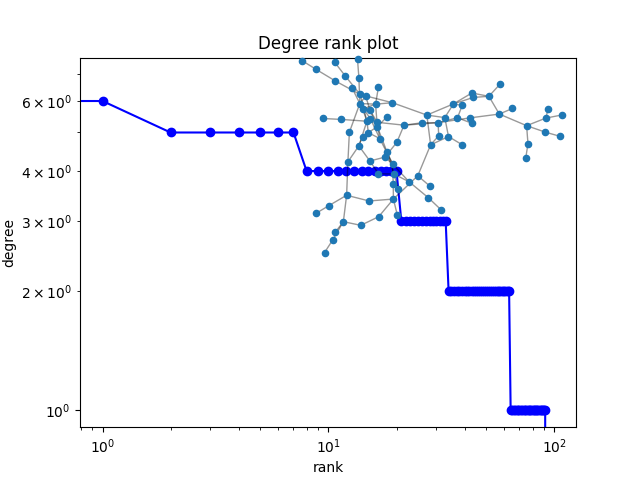 Degree rank plot
degree
6 × 10⁰
4 × 10⁰
3 × 10⁰
2 × 10⁰
10⁰
10⁰ 10¹ 10²
rank